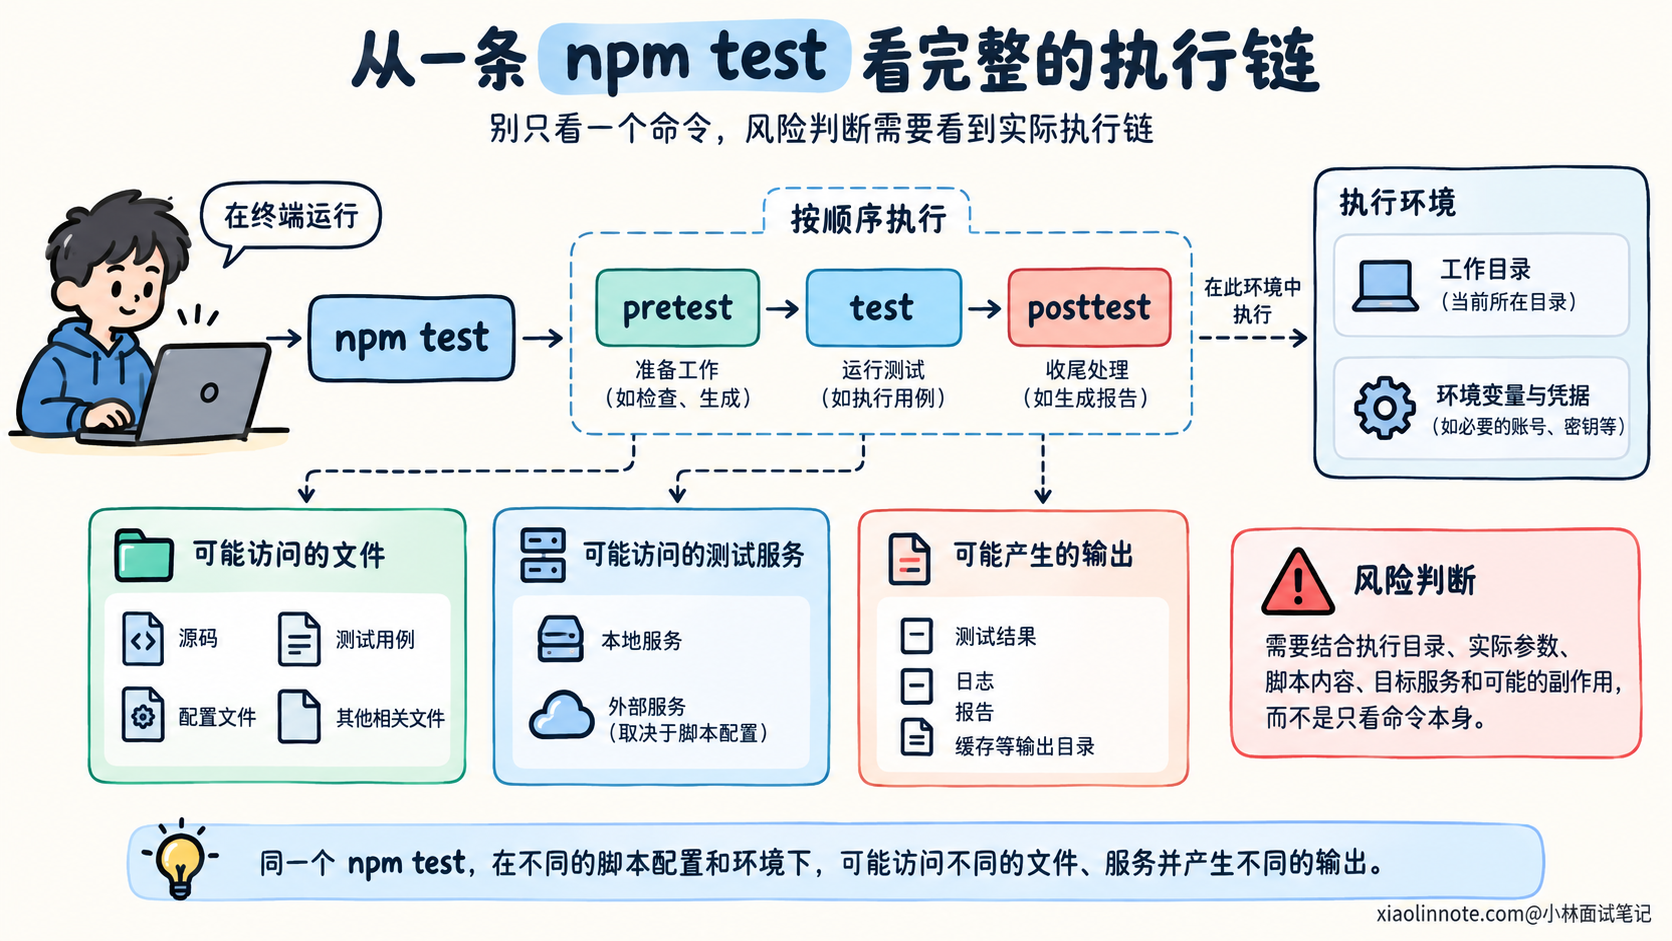 从一条 npm test 看完整的执行链
别只看一个命令，风险判断需要看到实际执行链
在终端运行
npm test
按顺序执行
pretest
准备工作
（如检查、生成）
test
运行测试
（如执行用例）
posttest
收尾处理
（如生成报告）
在此环境中
执行
执行环境
工作目录
（当前所在目录）
环境变量与凭据
（如必要的账号、密钥等）
可能访问的文件
源码
测试用例
配置文件
其他相关文件
可能访问的测试服务
本地服务
外部服务
（取决于脚本配置）
可能产生的输出
测试结果
日志
报告
缓存等输出目录
风险判断
需要结合执行目录、实际参数、
脚本内容、目标服务和可能的副作用，
而不是只看命令本身。
同一个 npm test，在不同的脚本配置和环境下，可能访问不同的文件、服务并产生不同的输出。
xiaolinnote.com@小林面试笔记